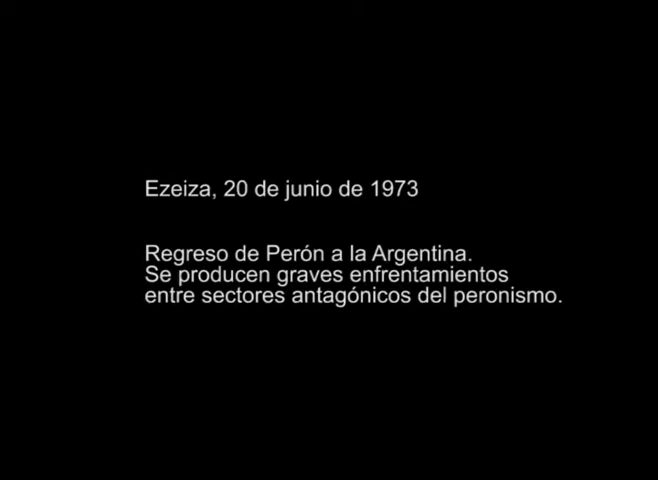 Ezeiza, 20 de junio de 1973
Regreso de Perón a la Argentina.
Se producen graves enfrentamientos
entre sectores antagónicos del peronismo.